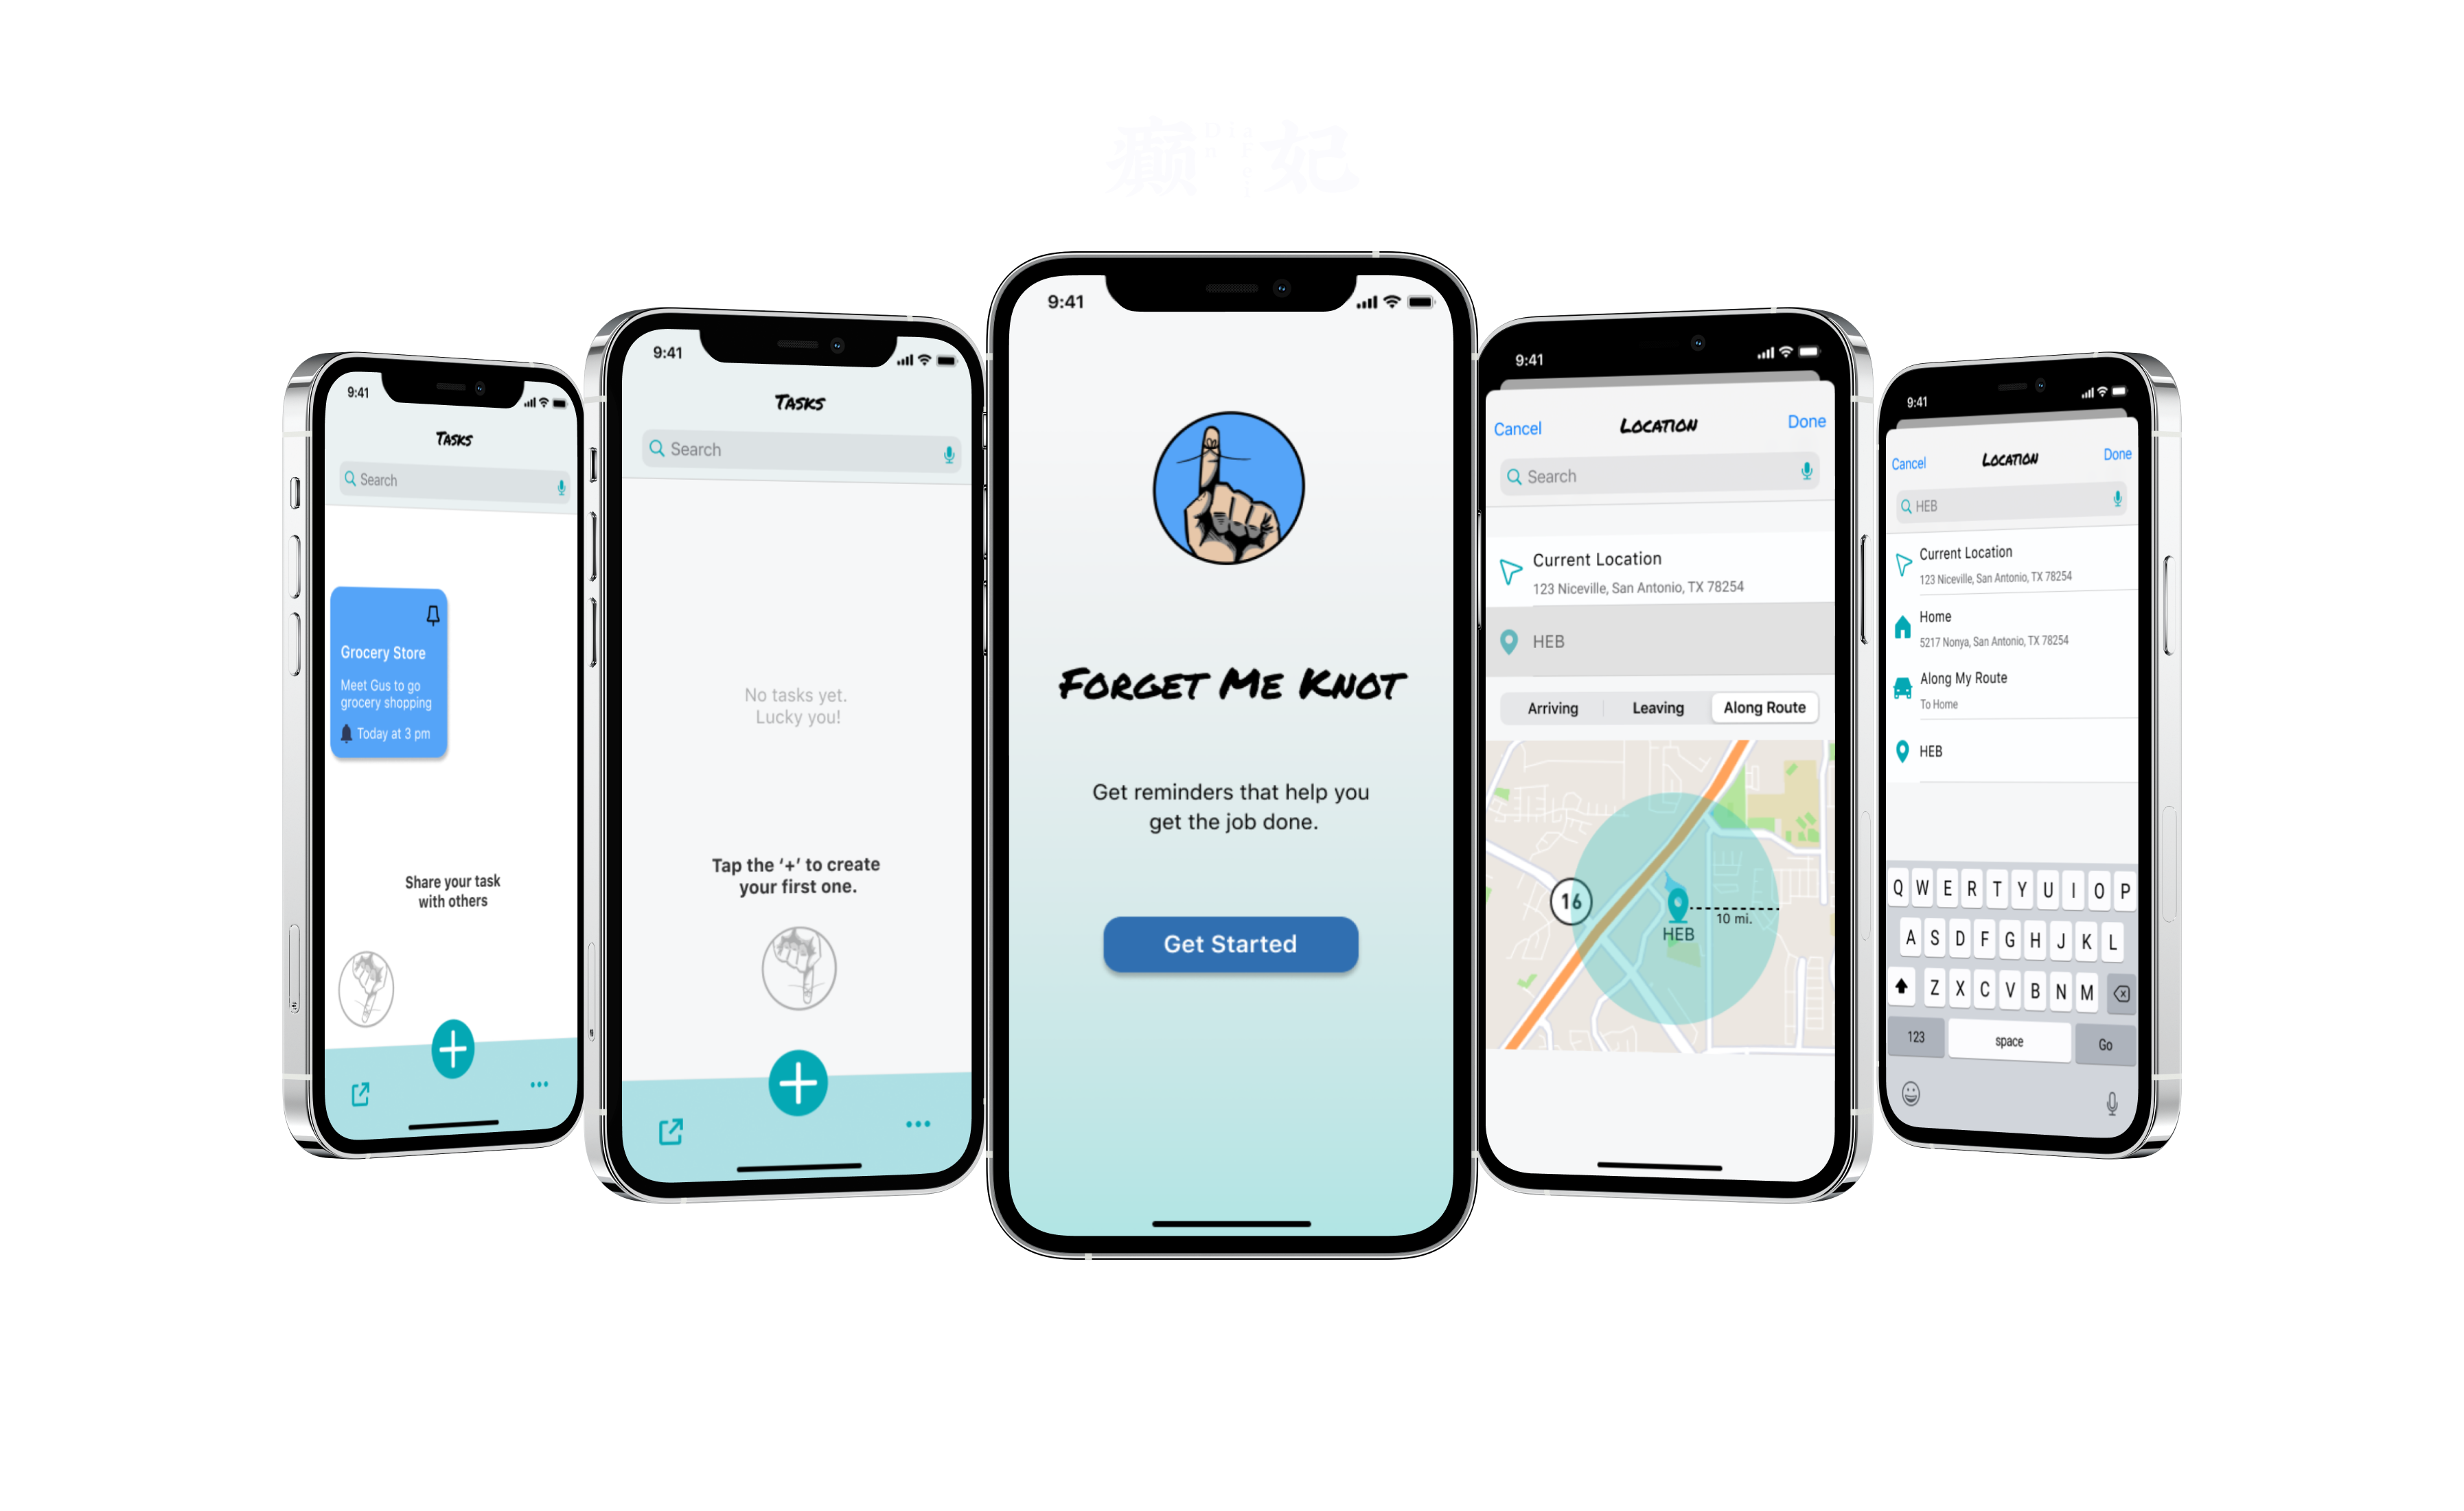 癫 妃
9:41
Tasks
Search
Grocery Store
Meet Gus to go
grocery shopping
Today at 3 pm
Share your task
with others
9:41
Tasks
Search
No tasks yet.
Lucky you!
Tap the ‘+’ to create
your first one.
9:41
Forget Me Knot
Get reminders that help you
get the job done.
Get Started
9:41
Cancel Location Done
Search
Current Location
123 Niceville, San Antonio, TX 78254
HEB
Arriving Leaving Along Route
16
HEB
10 mi.
9:41
Cancel Location Done
HEB
Current Location
123 Niceville, San Antonio, TX 78254
Home
5217 Nonya, San Antonio, TX 78254
Along My Route
To Home
HEB
Q W E R T Y U I O P
A S D F G H J K L
Z X C V B N M
123 space Go